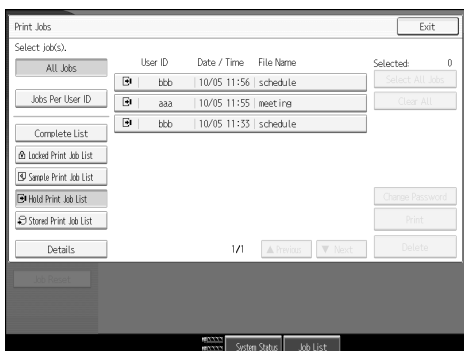 Print Jobs
Exit
Select job(s).
All Jobs
User ID
Date / Time
File Name
Selected: 0
bbb 10/05 11:56 schedule
Select All Jobs
aaa 10/05 11:55 meeting
Jobs Per User ID
Clear All
bbb 10/05 11:33 schedule
Complete List
Locked Print Job List
Sample Print Job List
Hold Print Job List
Change Password
Stored Print Job List
Print
Details
1/1
▲ Previous
▼ Next
Delete
Job Reset
System Status
Job List